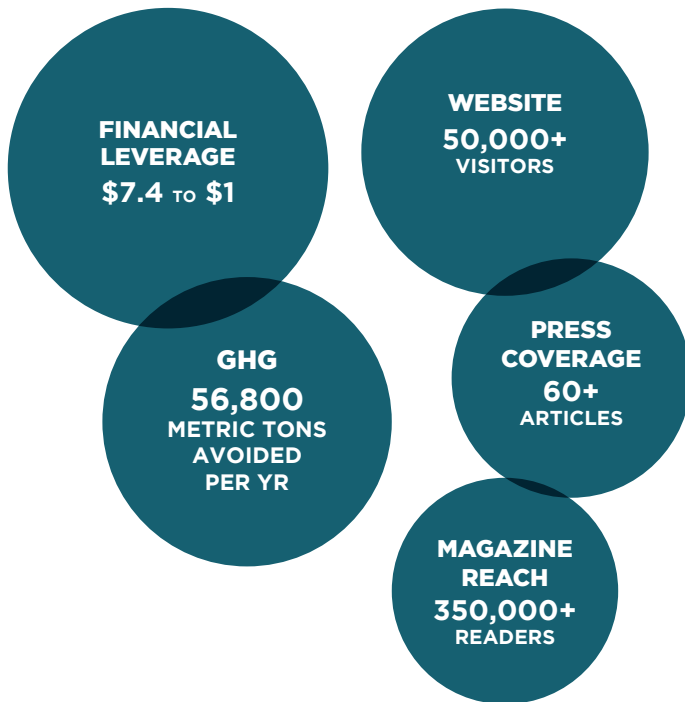 FINANCIAL
LEVERAGE
$7.4 TO $1
WEBSITE
50,000+
VISITORS
GHG
56,800
METRIC TONS
AVOIDED
PER YR
PRESS
COVERAGE
60+
ARTICLES
MAGAZINE
REACH
350,000+
READERS